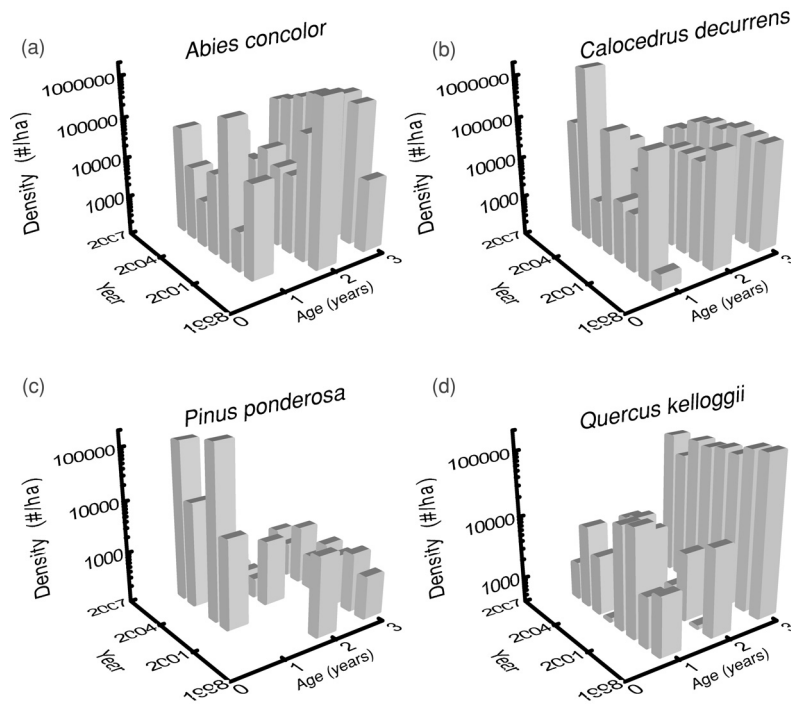 (a)
Abies concolor
1000000
100000
10000
1000
Density (#/ha)
2007
2004
2001
1998
Year
0
1
2
3
Age (years)
(b)
Calocedrus decurrens
1000000
100000
10000
1000
Density (#/ha)
2007
2004
2001
1998
Year
0
1
2
3
Age (years)
(c)
Pinus ponderosa
100000
10000
1000
Density (#/ha)
2007
2004
2001
1998
Year
0
1
2
3
Age (years)
(d)
Quercus kelloggii
100000
10000
1000
Density (#/ha)
2007
2004
2001
1998
Year
0
1
2
3
Age (years)